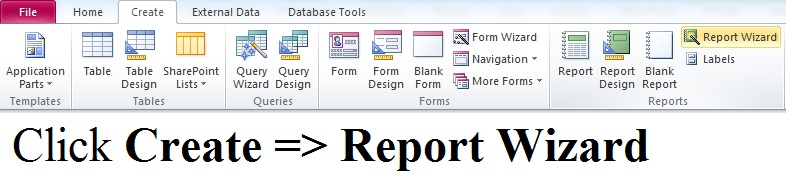 File Home Create External Data Database Tools
Application Parts Table Table Design SharePoint Lists Query Wizard Query Design Form Form Design Blank Form Form Wizard Navigation More Forms Report Report Design Blank Report Report Wizard Labels
Templates Tables Queries Forms Reports
Click Create => Report Wizard